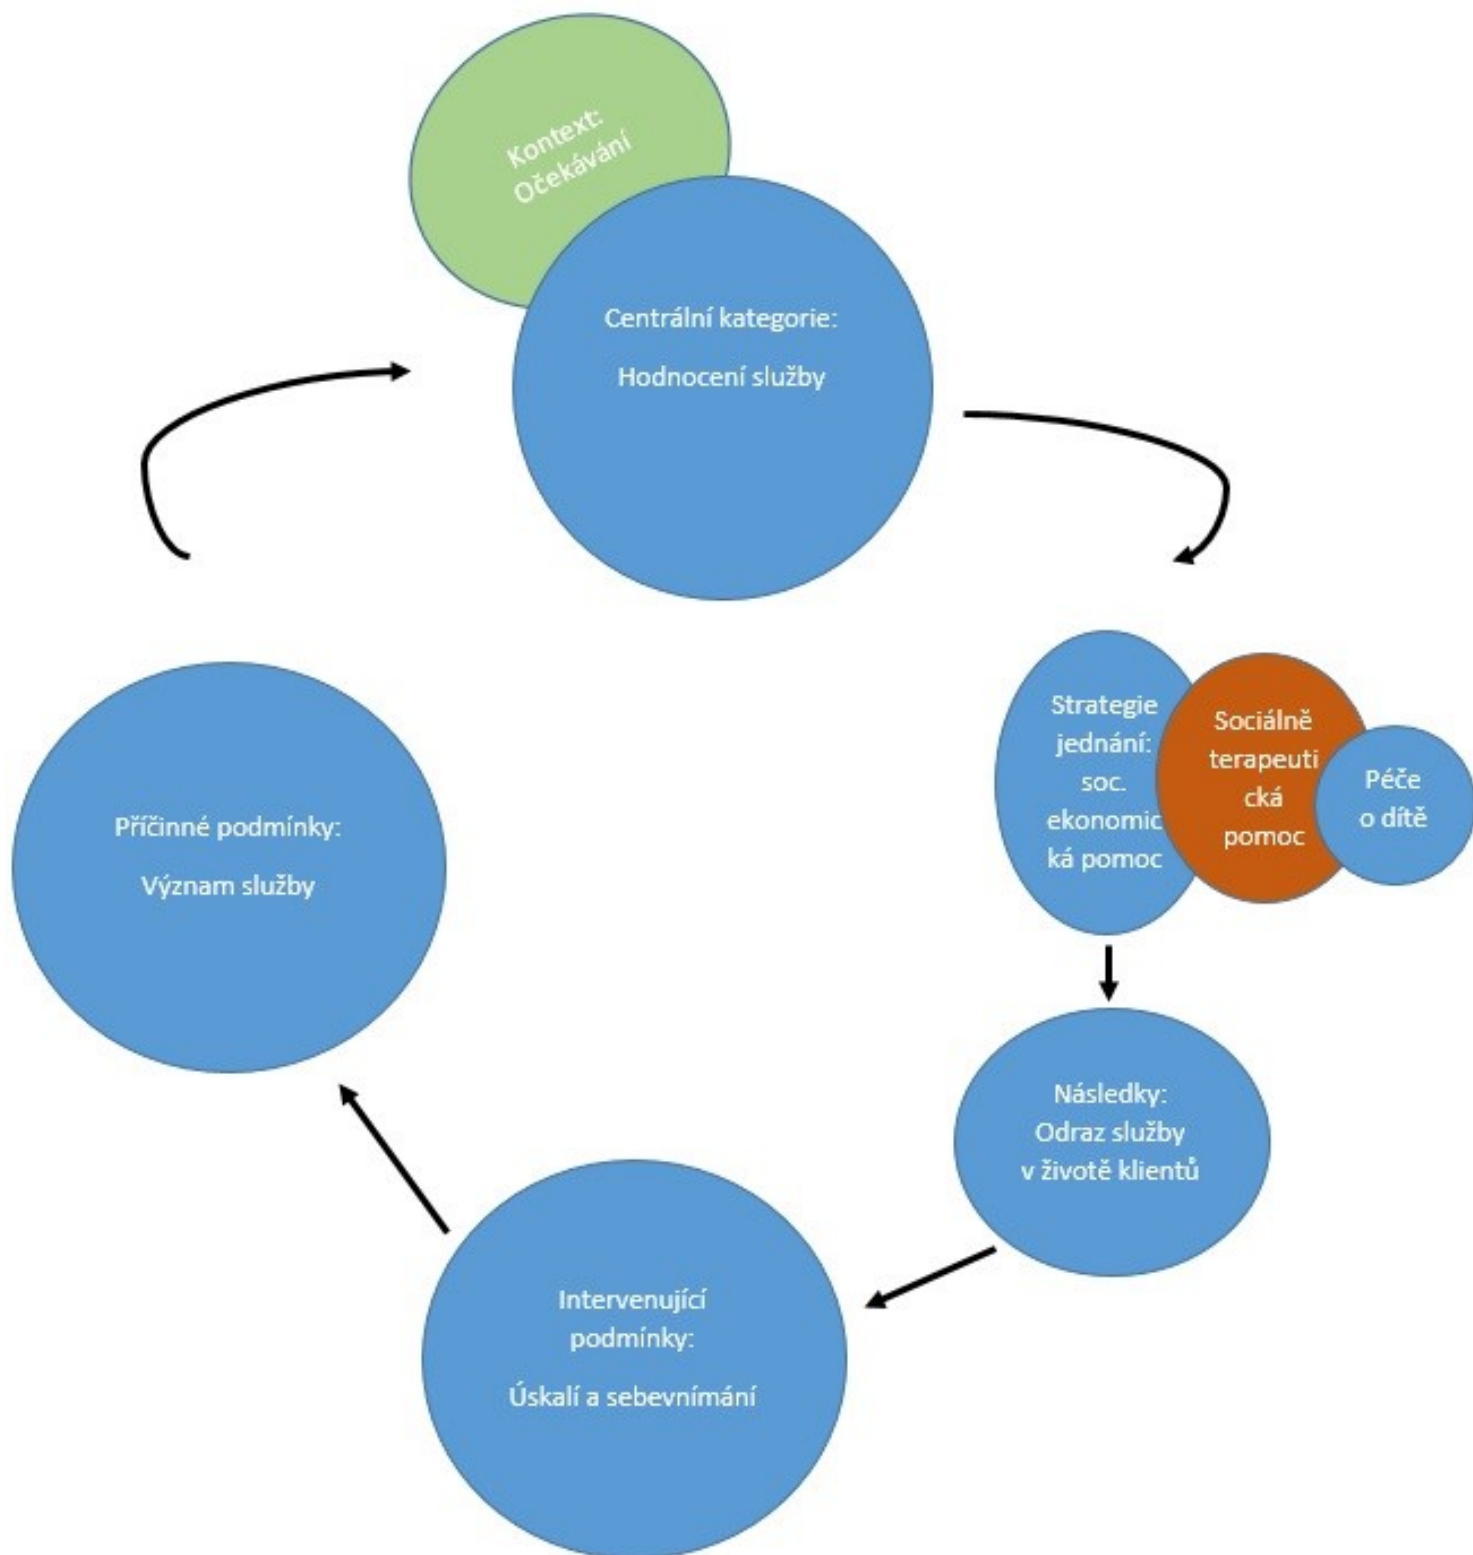 Kontext:
Očekávání
Centrální kategorie:
Hodnocení služby
Strategie
jednání:
soc.
ekonomic
ká pomoc
Sociálně
terapeuti
cká
pomoc
Péče
o dítě
Příčinné podmínky:
Význam služby
Následky:
Odraz služby
v životě klientů
Intervenující
podmínky:
Úskalí a sebevnímání